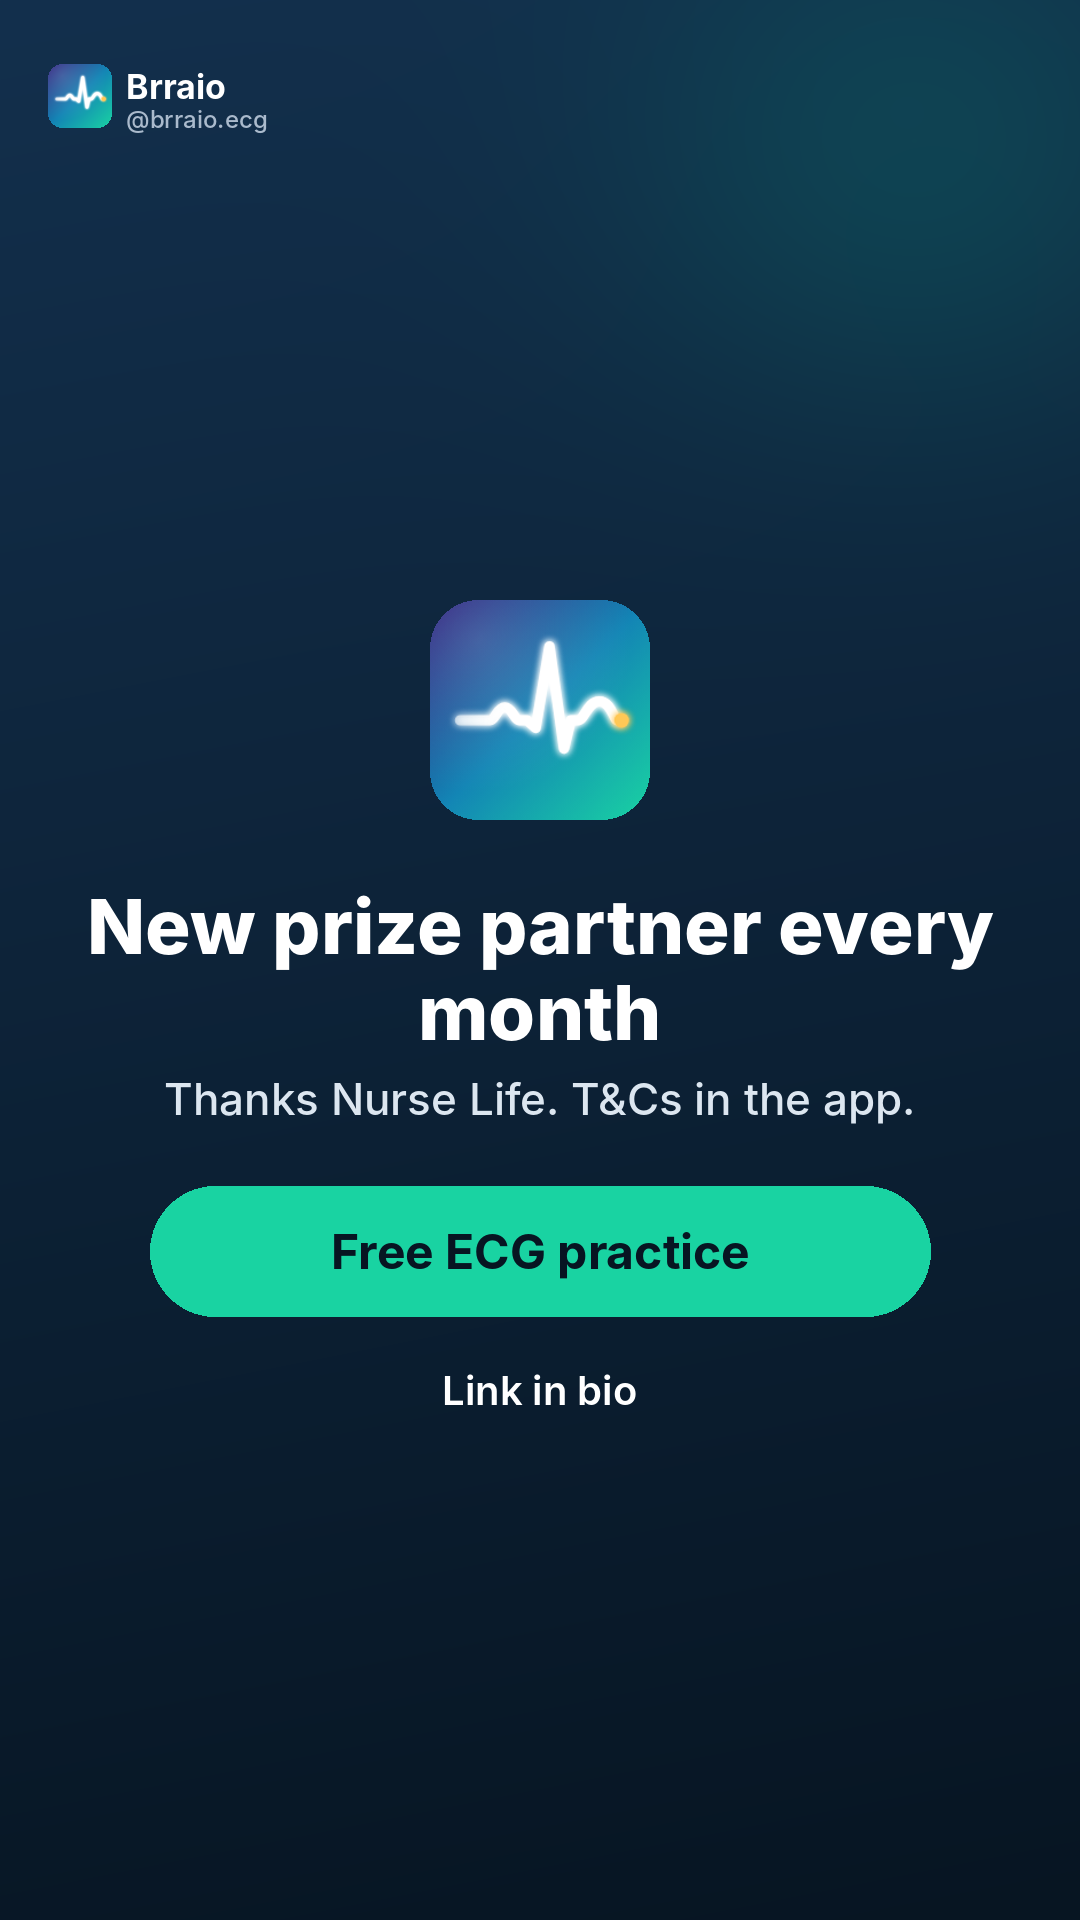 Brraio
@brraio.ecg
New prize partner every
month
Thanks Nurse Life. T&Cs in the app.
Free ECG practice
Link in bio